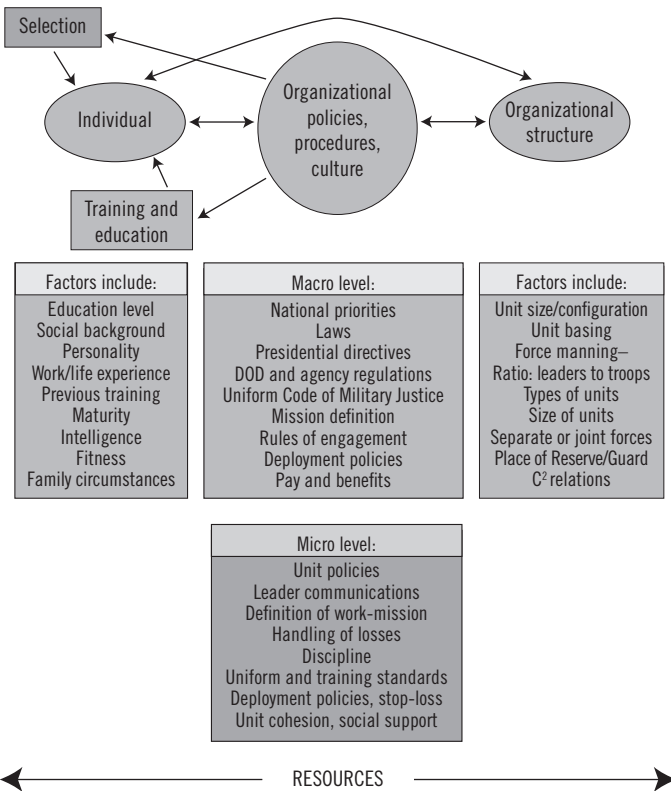 Selection
Individual
Organizational
policies,
procedures,
culture
Organizational
structure
Training and
education
Factors include:
Education level
Social background
Personality
Work/life experience
Previous training
Maturity
Intelligence
Fitness
Family circumstances
Macro level:
National priorities
Laws
Presidential directives
DOD and agency regulations
Uniform Code of Military Justice
Mission definition
Rules of engagement
Deployment policies
Pay and benefits
Factors include:
Unit size/configuration
Unit basing
Force manning–
Ratio: leaders to troops
Types of units
Size of units
Separate or joint forces
Place of Reserve/Guard
C² relations
Micro level:
Unit policies
Leader communications
Definition of work-mission
Handling of losses
Discipline
Uniform and training standards
Deployment policies, stop-loss
Unit cohesion, social support
RESOURCES